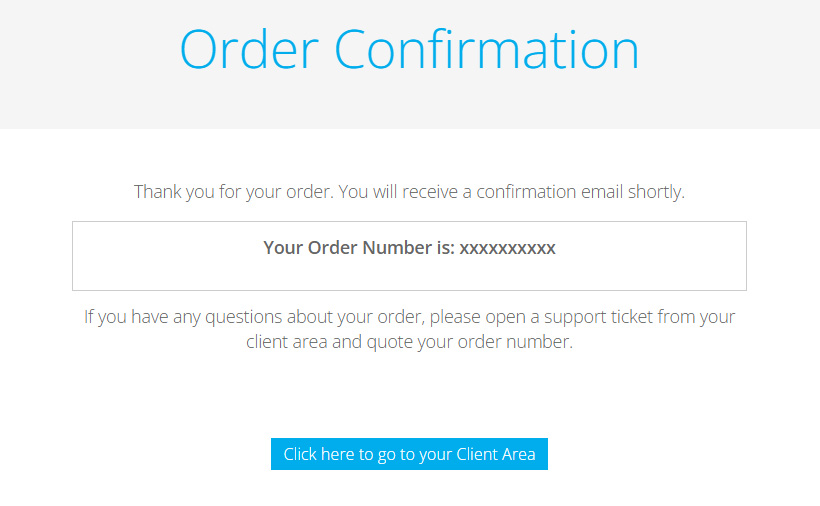 Order Confirmation
Thank you for your order. You will receive a confirmation email shortly.
Your Order Number is: xxxxxxxxxx
If you have any questions about your order, please open a support ticket from your
client area and quote your order number.
Click here to go to your Client Area